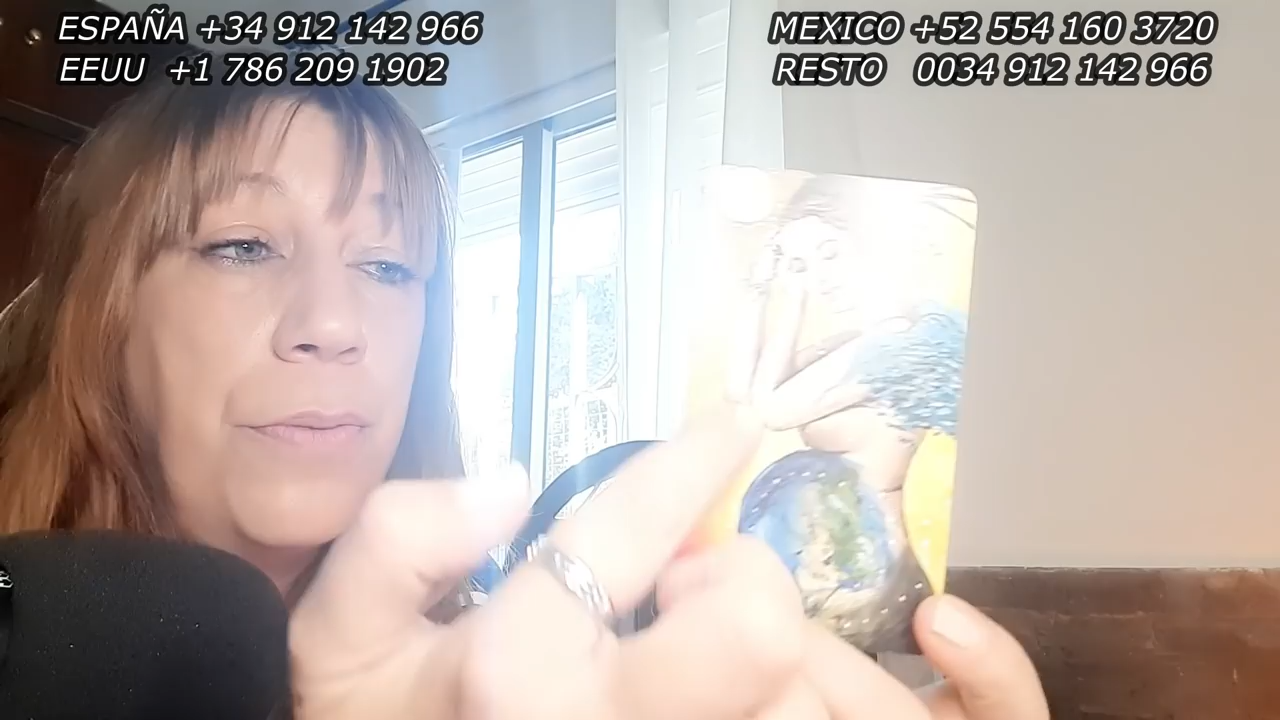 ESPAÑA +34 912 142 966
EEUU +1 786 209 1902
MEXICO +52 554 160 3720
RESTO 0034 912 142 966